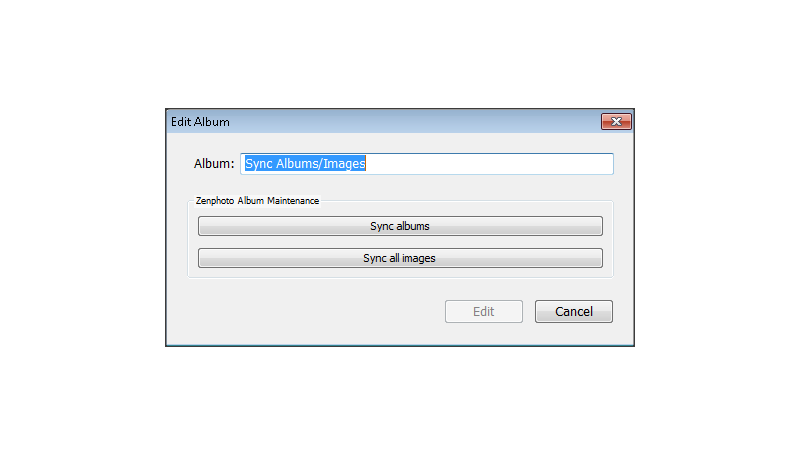 Edit Album
Album: Sync Albums/Images
Zenphoto Album Maintenance
Sync albums
Sync all images
Edit Cancel